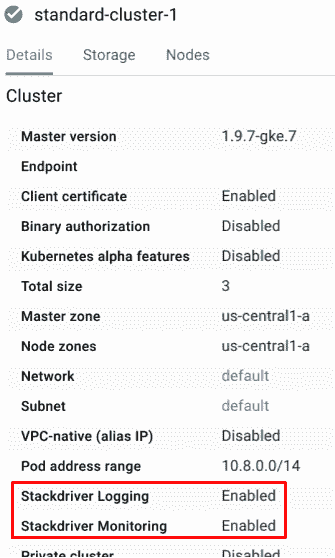 standard-cluster-1
Details Storage Nodes
Cluster
Master version 1.9.7-gke.7
Endpoint
Client certificate Enabled
Binary authorization Disabled
Kubernetes alpha features Disabled
Total size 3
Master zone us-central1-a
Node zones us-central1-a
Network default
Subnet default
VPC-native (alias IP) Disabled
Pod address range 10.8.0.0/14
Stackdriver Logging Enabled
Stackdriver Monitoring Enabled
Private cluster Disabled